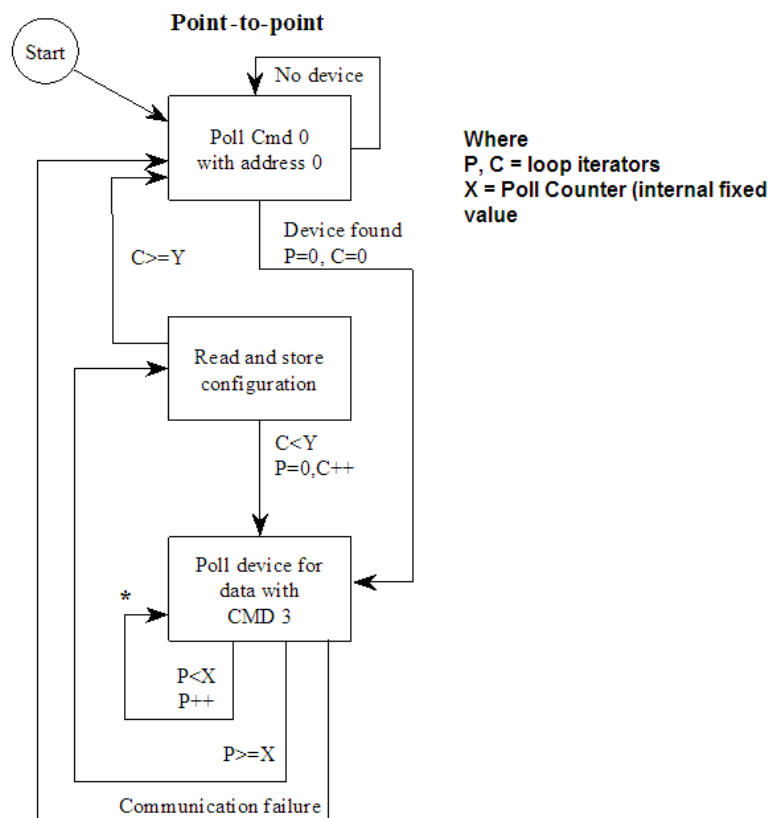 Point-to-point
Start
No device
Poll Cmd 0
with address 0
Where
P, C = loop iterators
X = Poll Counter (internal fixed
value
Device found
P=0, C=0
C>=Y
Read and store
configuration
C<Y
P=0,C++
Poll device for
data with
CMD 3
*
P<X
P++
P>=X
Communication failure